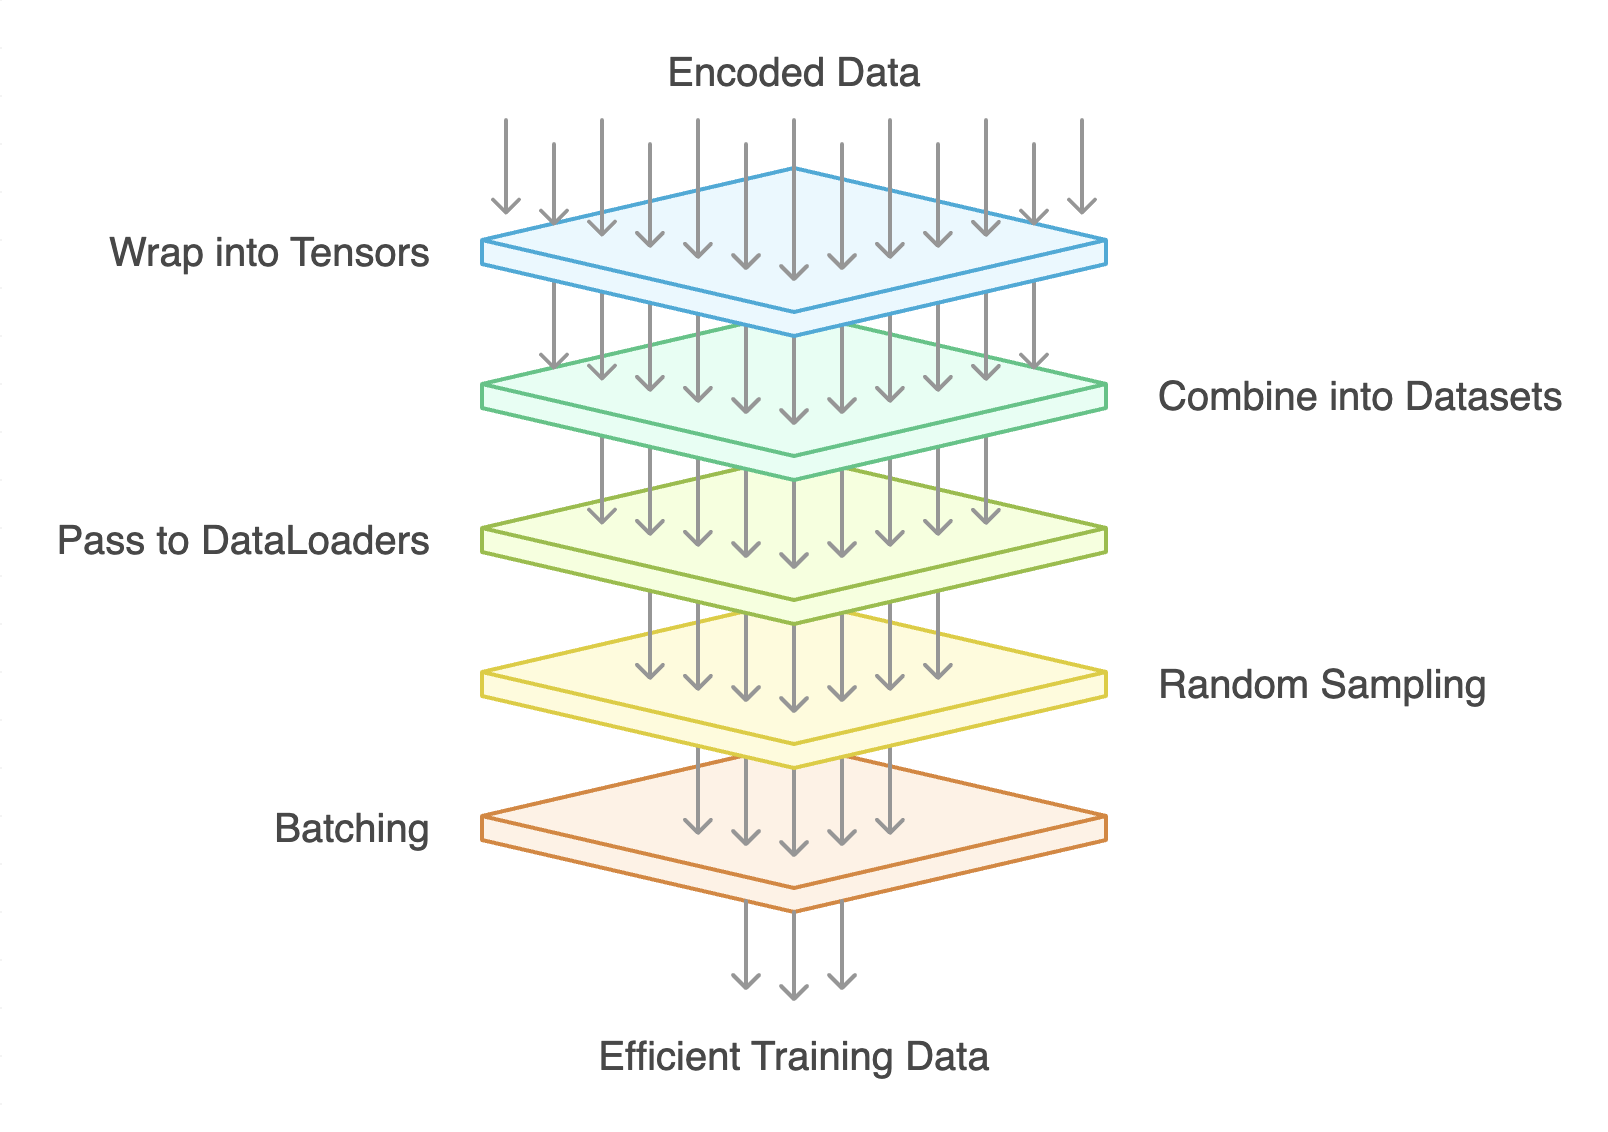 Encoded Data
Wrap into Tensors
Combine into Datasets
Pass to DataLoaders
Random Sampling
Batching
Efficient Training Data